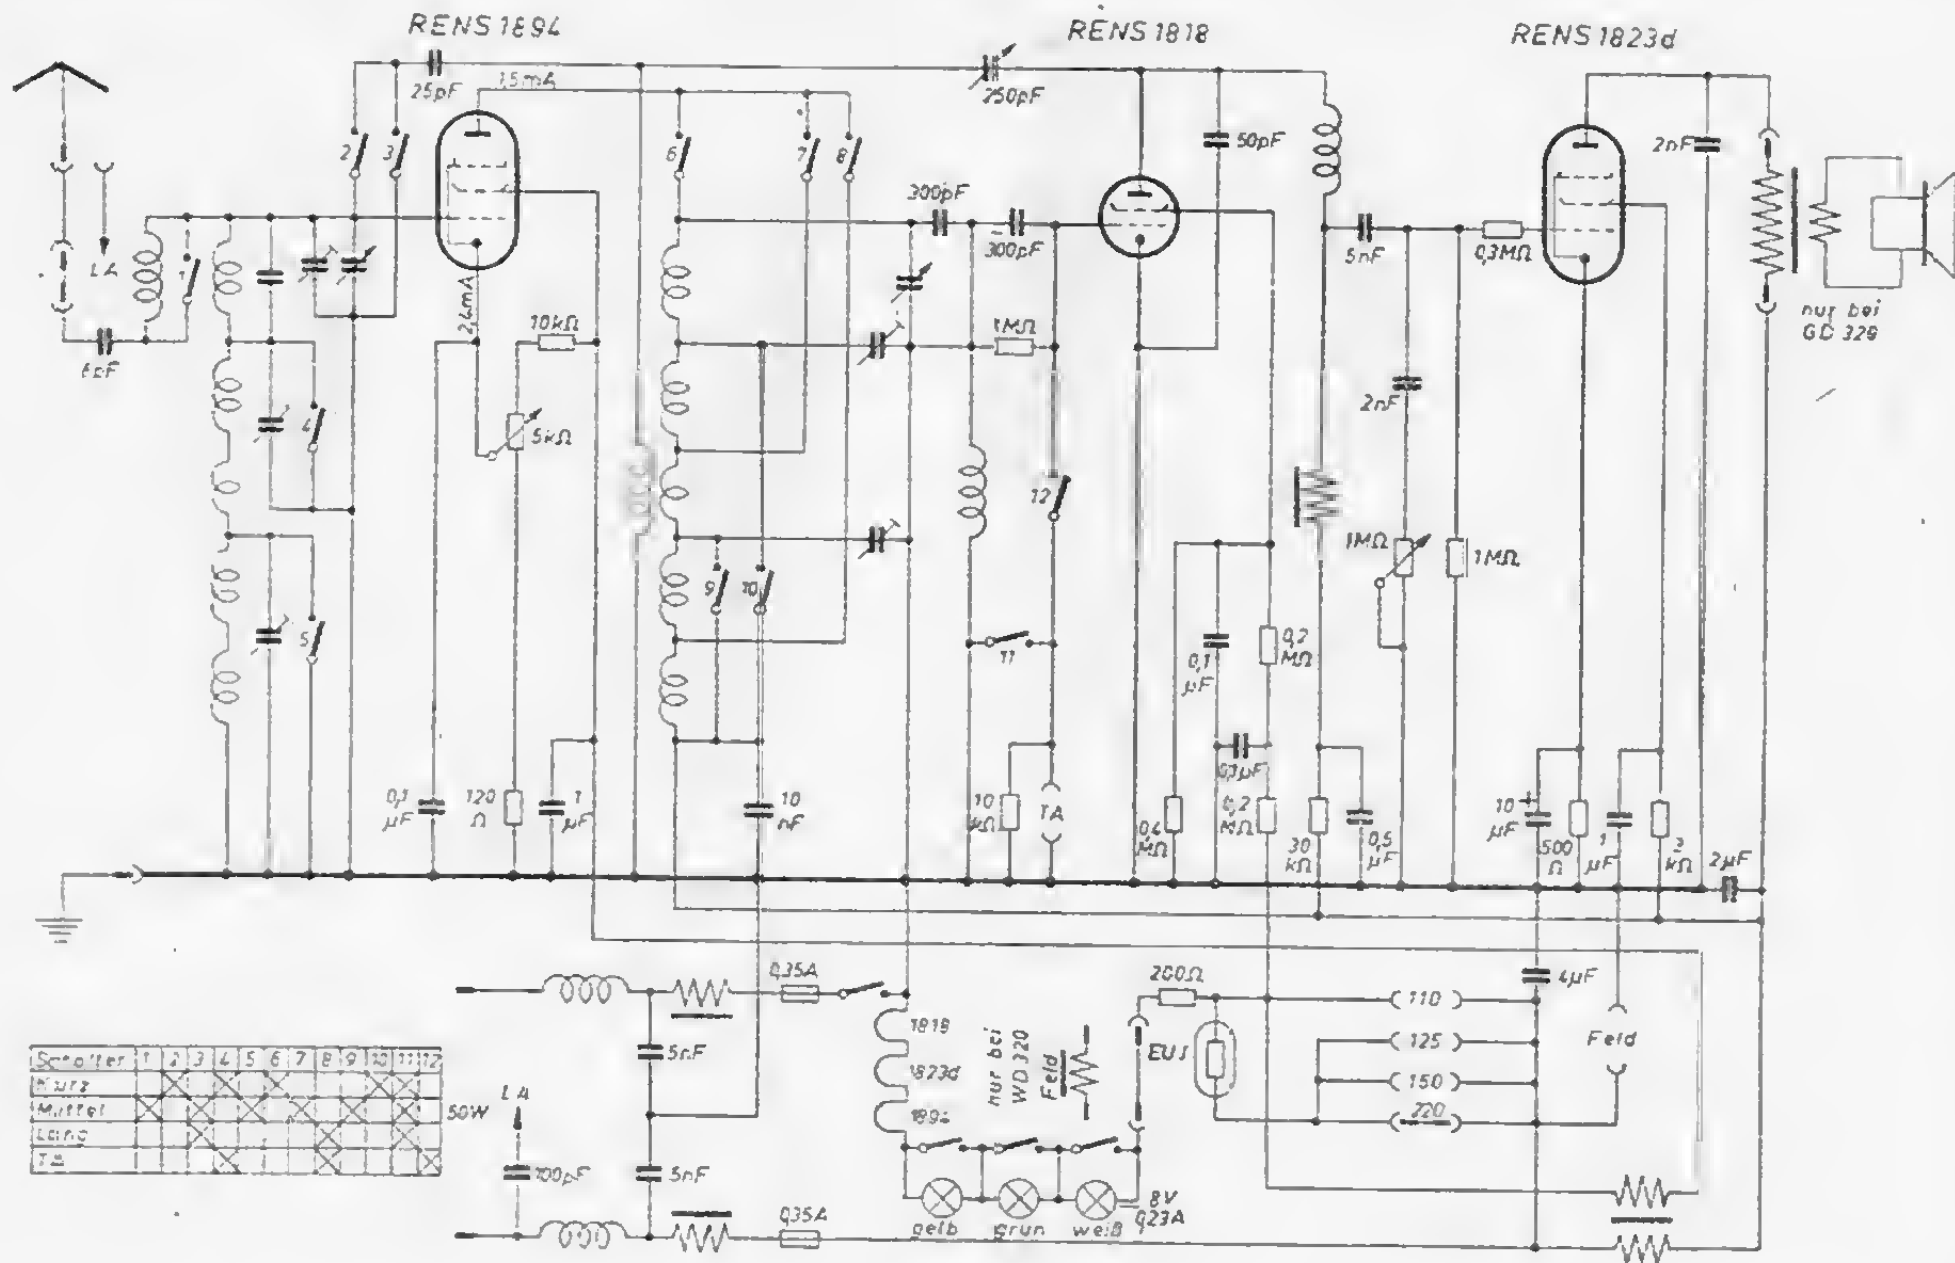 RENS 1894
RENS 1818
RENS 1823d
25pF
1,5mA
250pF
2
3
6
7
8
50pF
2nF
300pF
300pF
5nF
0,3MΩ
LA
1
6pF
2,4mA
10kΩ
1MΩ
nur bei
GD 329
2nF
4
5kΩ
12
1MΩ
1MΩ
9
10
5
11
0,1
µF
0,2
MΩ
0,1µF
0,1
µF
120
Ω
1
µF
10
nF
10
TA
0,4
MΩ
0,2
MΩ
30
kΩ
0,5
µF
10
µF
500
Ω
1
µF
kΩ
2µF
0,35A
200Ω
110
4µF
1818
nur bei
WD 320
Feld
EU I
125
Feld
5nF
1823d
150
1894
220
Schalter 1 2 3 4 5 6 7 8 9 10 11 12
Kurz
Mittel
Lang
TA
50W
LA
100pF
5nF
0,35A
gelb
grün
weiß
8V
0,23A